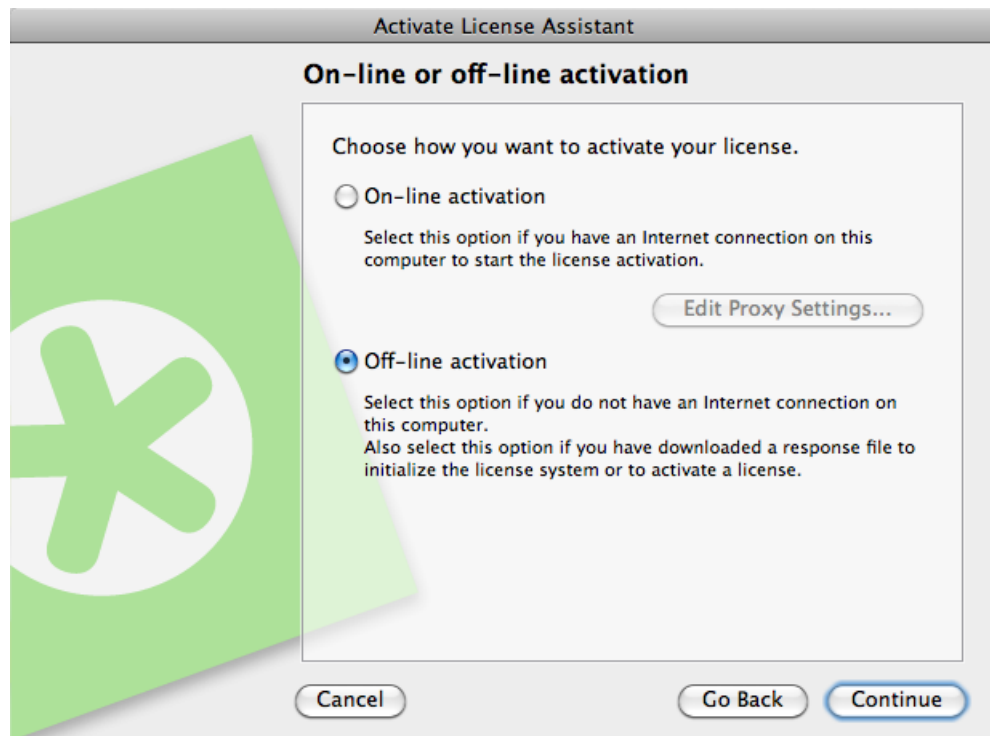 Activate License Assistant
On-line or off-line activation
Choose how you want to activate your license.
On-line activation
Select this option if you have an Internet connection on this
computer to start the license activation.
Edit Proxy Settings...
Off-line activation
Select this option if you do not have an Internet connection on
this computer.
Also select this option if you have downloaded a response file to
initialize the license system or to activate a license.
Cancel
Go Back
Continue